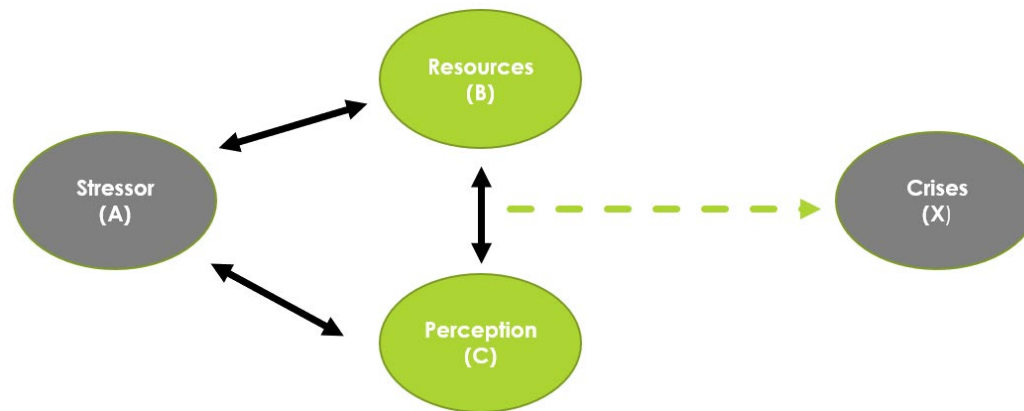 Resources
(B)
Stressor
(A)
Crises
(X)
Perception
(C)